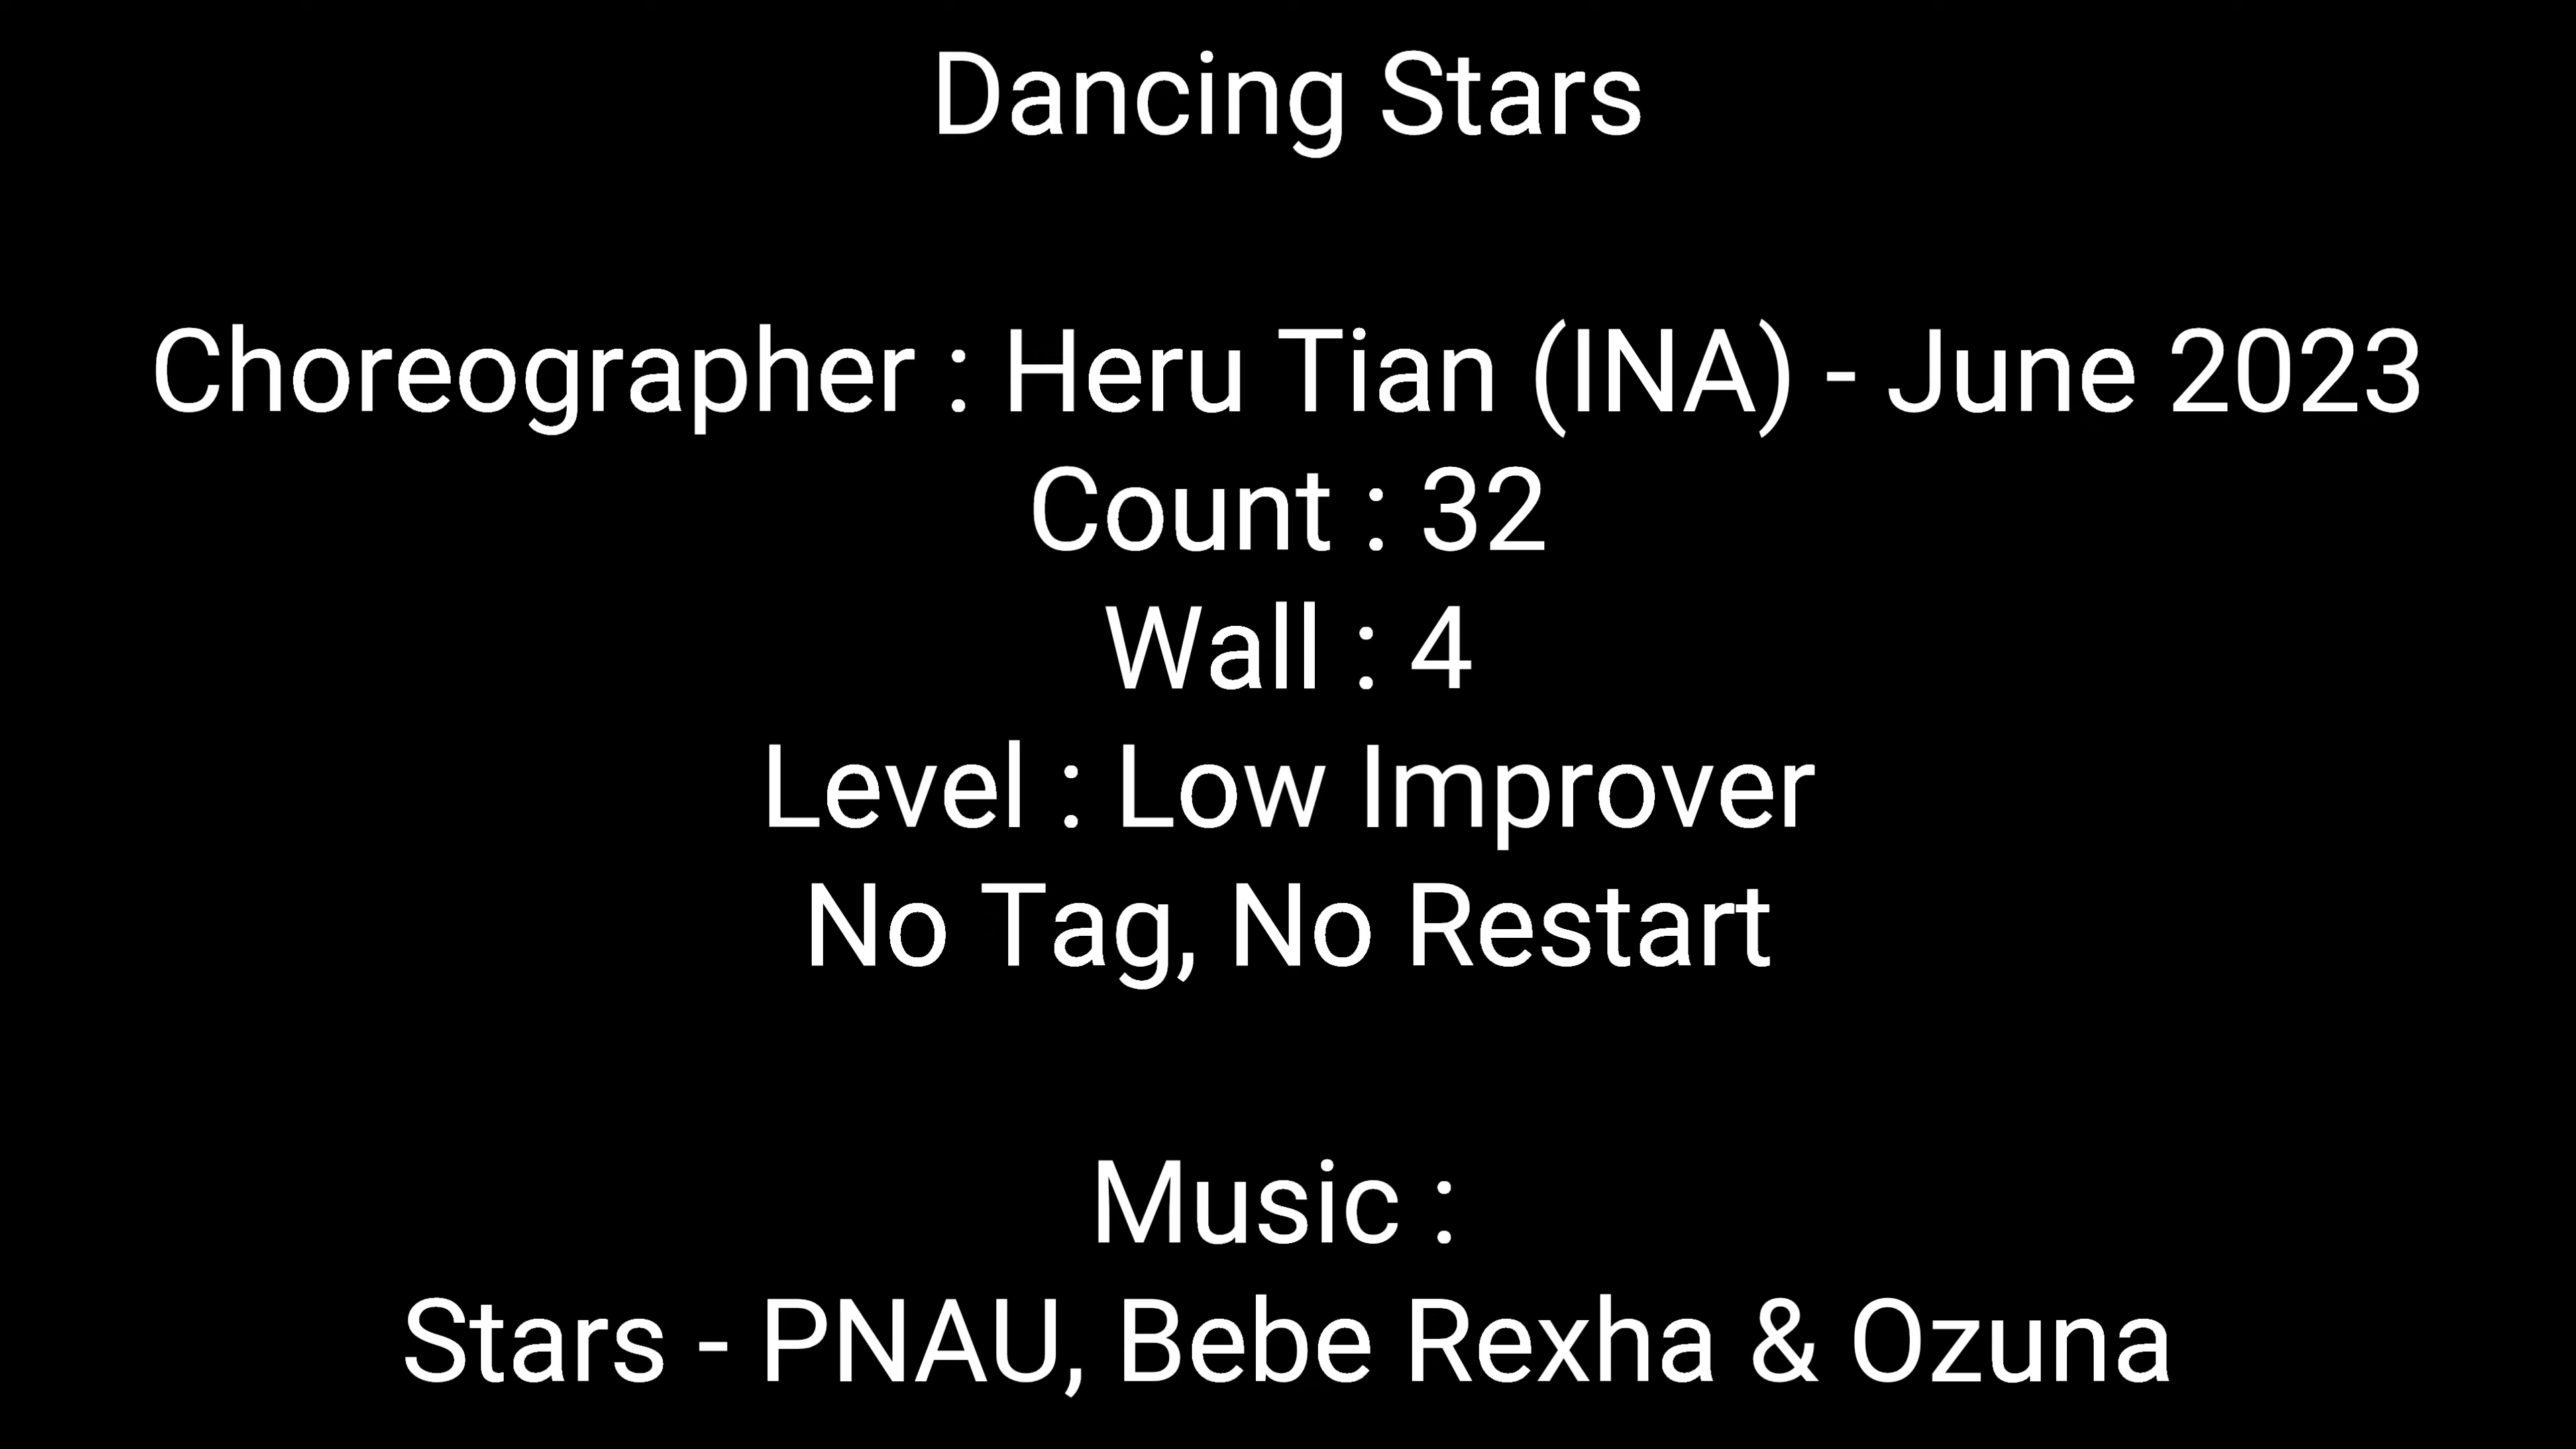 Dancing Stars
Choreographer : Heru Tian (INA) - June 2023
Count : 32
Wall : 4
Level : Low Improver
No Tag, No Restart
Music :
Stars - PNAU, Bebe Rexha & Ozuna